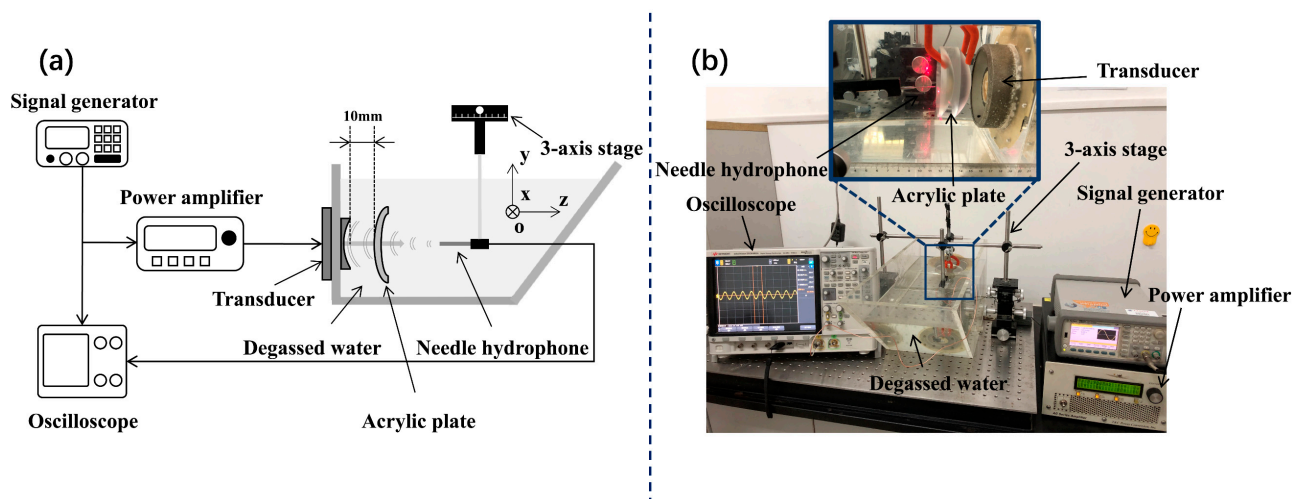 (a)
Signal generator
10mm
3-axis stage
y
x
z
o
Power amplifier
Transducer
Degassed water
Needle hydrophone
Oscilloscope
Acrylic plate
(b)
Transducer
3-axis stage
Needle hydrophone
Acrylic plate
Signal generator
Oscilloscope
Power amplifier
Degassed water